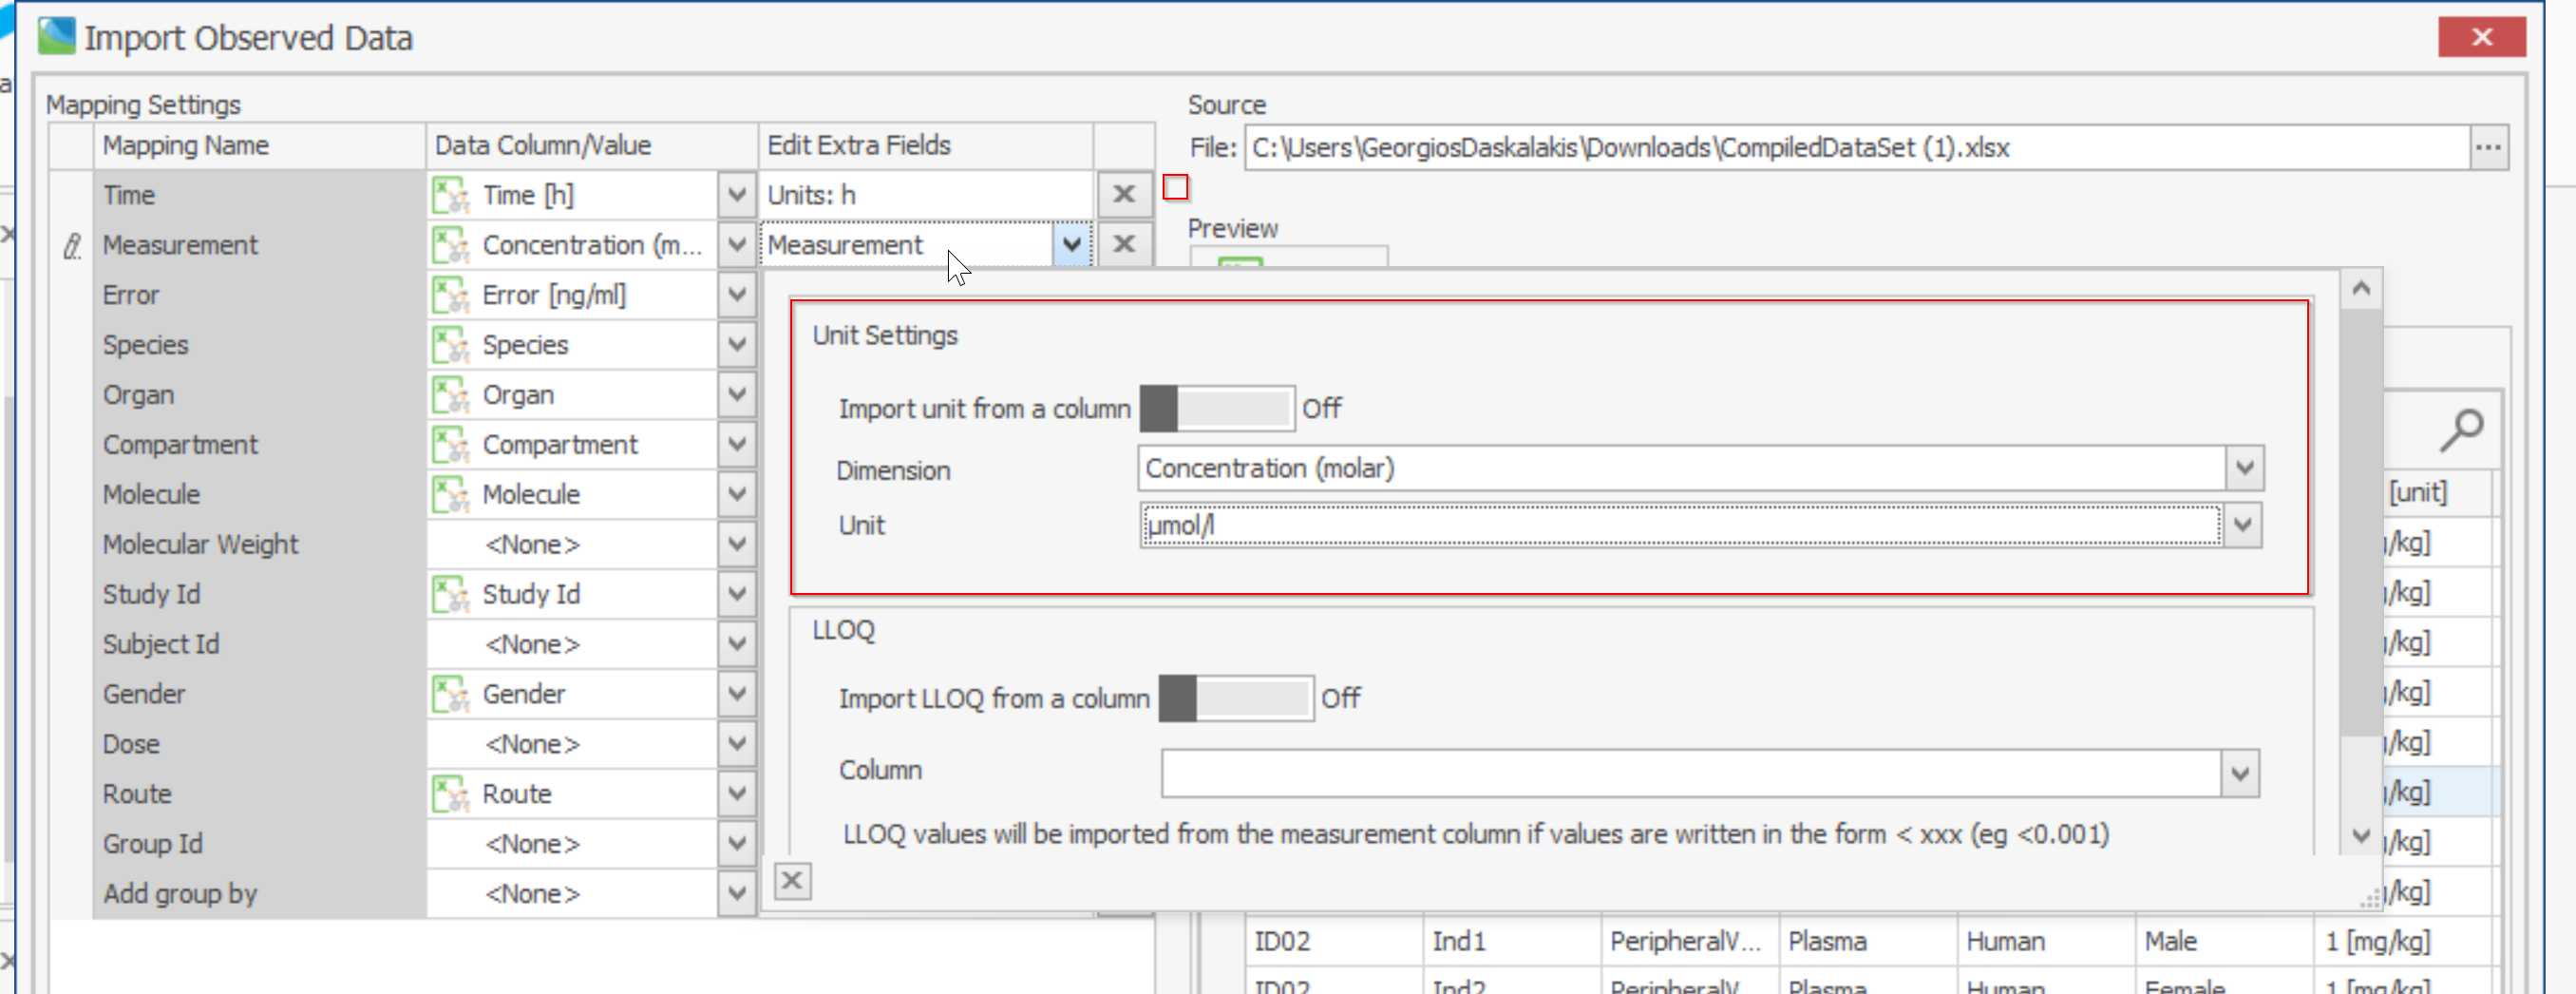 Import Observed Data
Mapping Settings
Mapping Name Data Column/Value Edit Extra Fields
Time Time [h] Units: h
Measurement Concentration (m... Measurement
Error Error [ng/ml]
Species Species
Organ Organ
Compartment Compartment
Molecule Molecule
Molecular Weight <None>
Study Id Study Id
Subject Id <None>
Gender Gender
Dose <None>
Route Route
Group Id <None>
Add group by <None>
Source
File: C:\Users\GeorgiosDaskalakis\Downloads\CompiledDataSet (1).xlsx ...
Preview
Unit Settings
Import unit from a column Off
Dimension Concentration (molar)
Unit µmol/l
LLOQ
Import LLOQ from a column Off
Column
LLOQ values will be imported from the measurement column if values are written in the form < xxx (eg <0.001)
[unit]
/kg]
/kg]
/kg]
/kg]
/kg]
/kg]
/kg]
/kg]
ID02 Ind1 PeripheralV... Plasma Human Male 1 [mg/kg]
ID02 Ind2 PeripheralV... Plasma Human Female 1 [mg/kg]